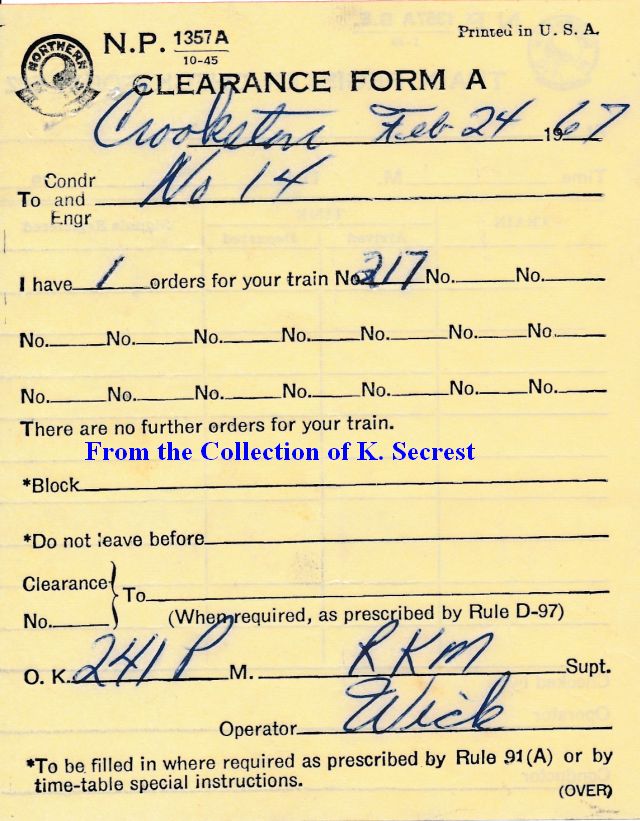 NORTHERN
N.P. 1357A
10-45
Printed in U. S. A.
CLEARANCE FORM A
Crookston Feb 24 1967
To Condr and Engr No 14
I have 1 orders for your train No. 217 No. No.
No. No. No. No. No. No. No.
No. No. No. No. No. No. No.
There are no further orders for your train.
From the Collection of K. Secrest
*Block
*Do not leave before
Clearance No. To
(When required, as prescribed by Rule D-97)
O. K. 241 P M. RKM Supt.
Operator Wick
*To be filled in where required as prescribed by Rule 91(A) or by
time-table special instructions.
(OVER)